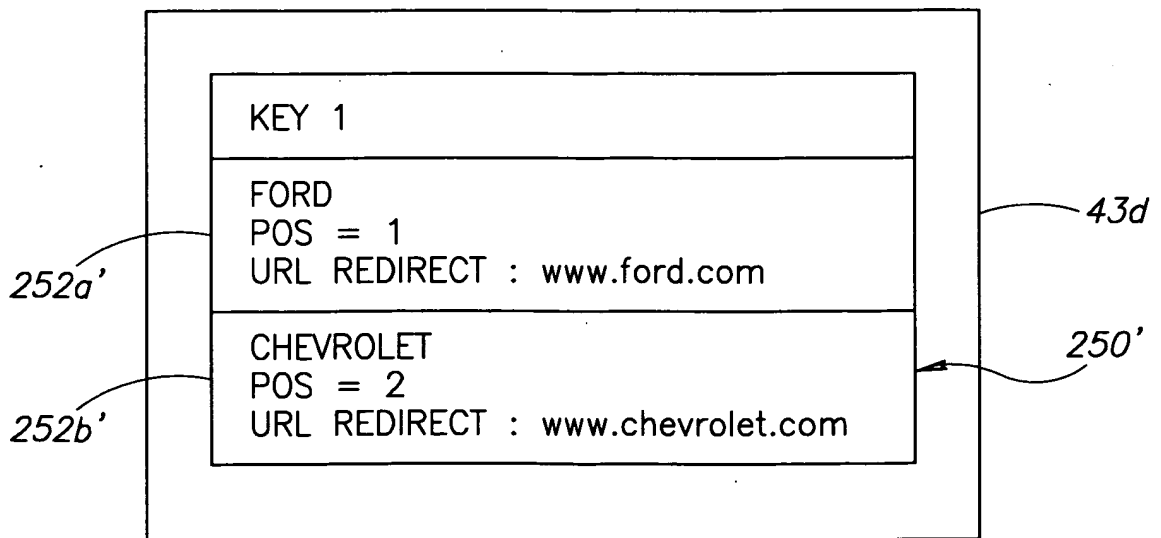 KEY 1
FORD
POS = 1
URL REDIRECT : www.ford.com
CHEVROLET
POS = 2
URL REDIRECT : www.chevrolet.com
252a'
252b'
43d
250'